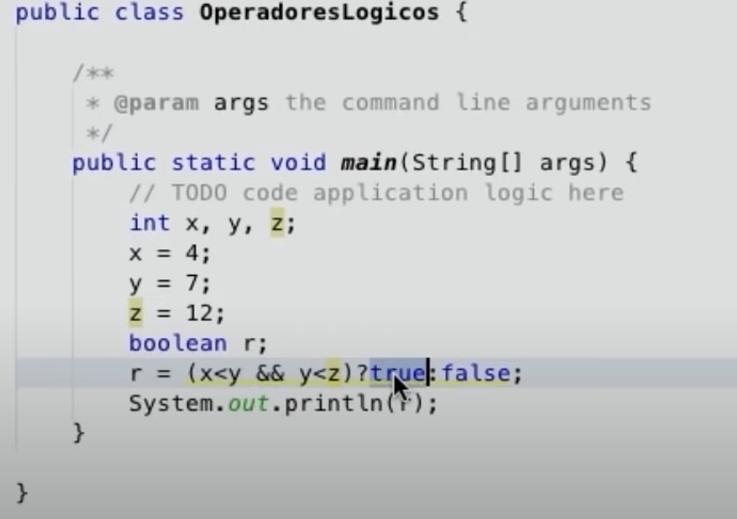 public class OperadoresLogicos {
/**
* @param args the command line arguments
*/
public static void main(String[] args) {
// TODO code application logic here
int x, y, z;
x = 4;
y = 7;
z = 12;
boolean r;
r = (x<y && y<z)?true:false;
System.out.println(r);
}
}